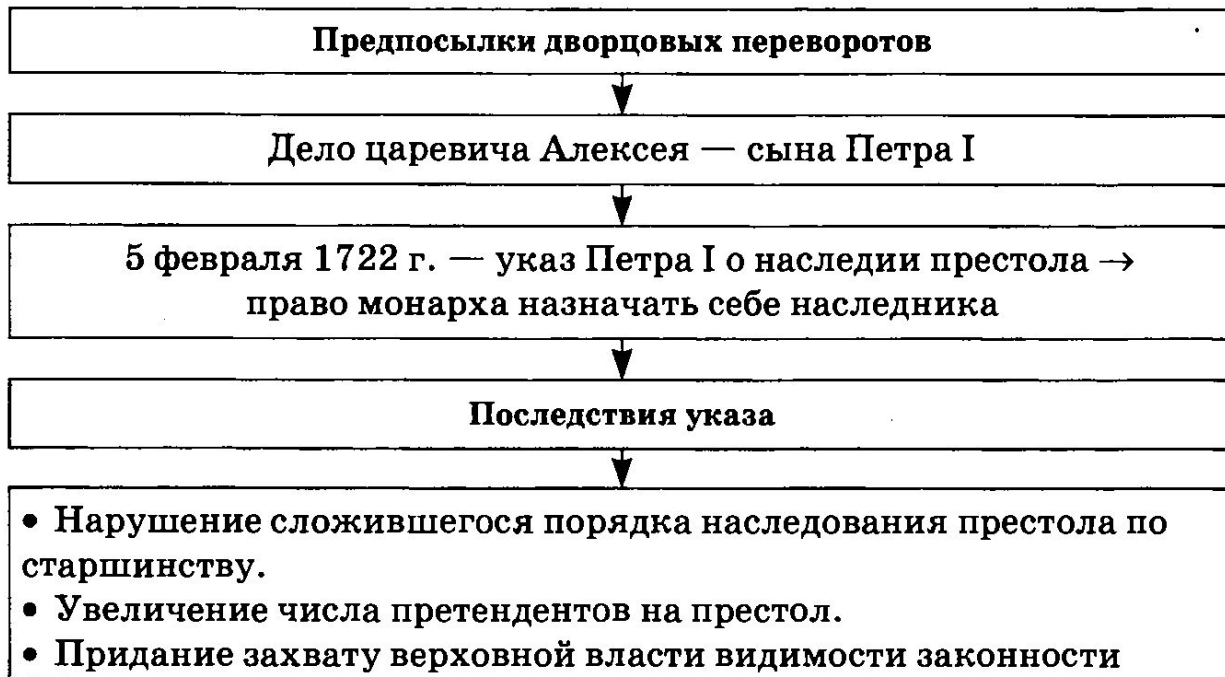 Предпосылки дворцовых переворотов
Дело царевича Алексея — сына Петра I
5 февраля 1722 г. — указ Петра I о наследии престола →
право монарха назначать себе наследника
Последствия указа
• Нарушение сложившегося порядка наследования престола по
старшинству.
• Увеличение числа претендентов на престол.
• Придание захвату верховной власти видимости законности